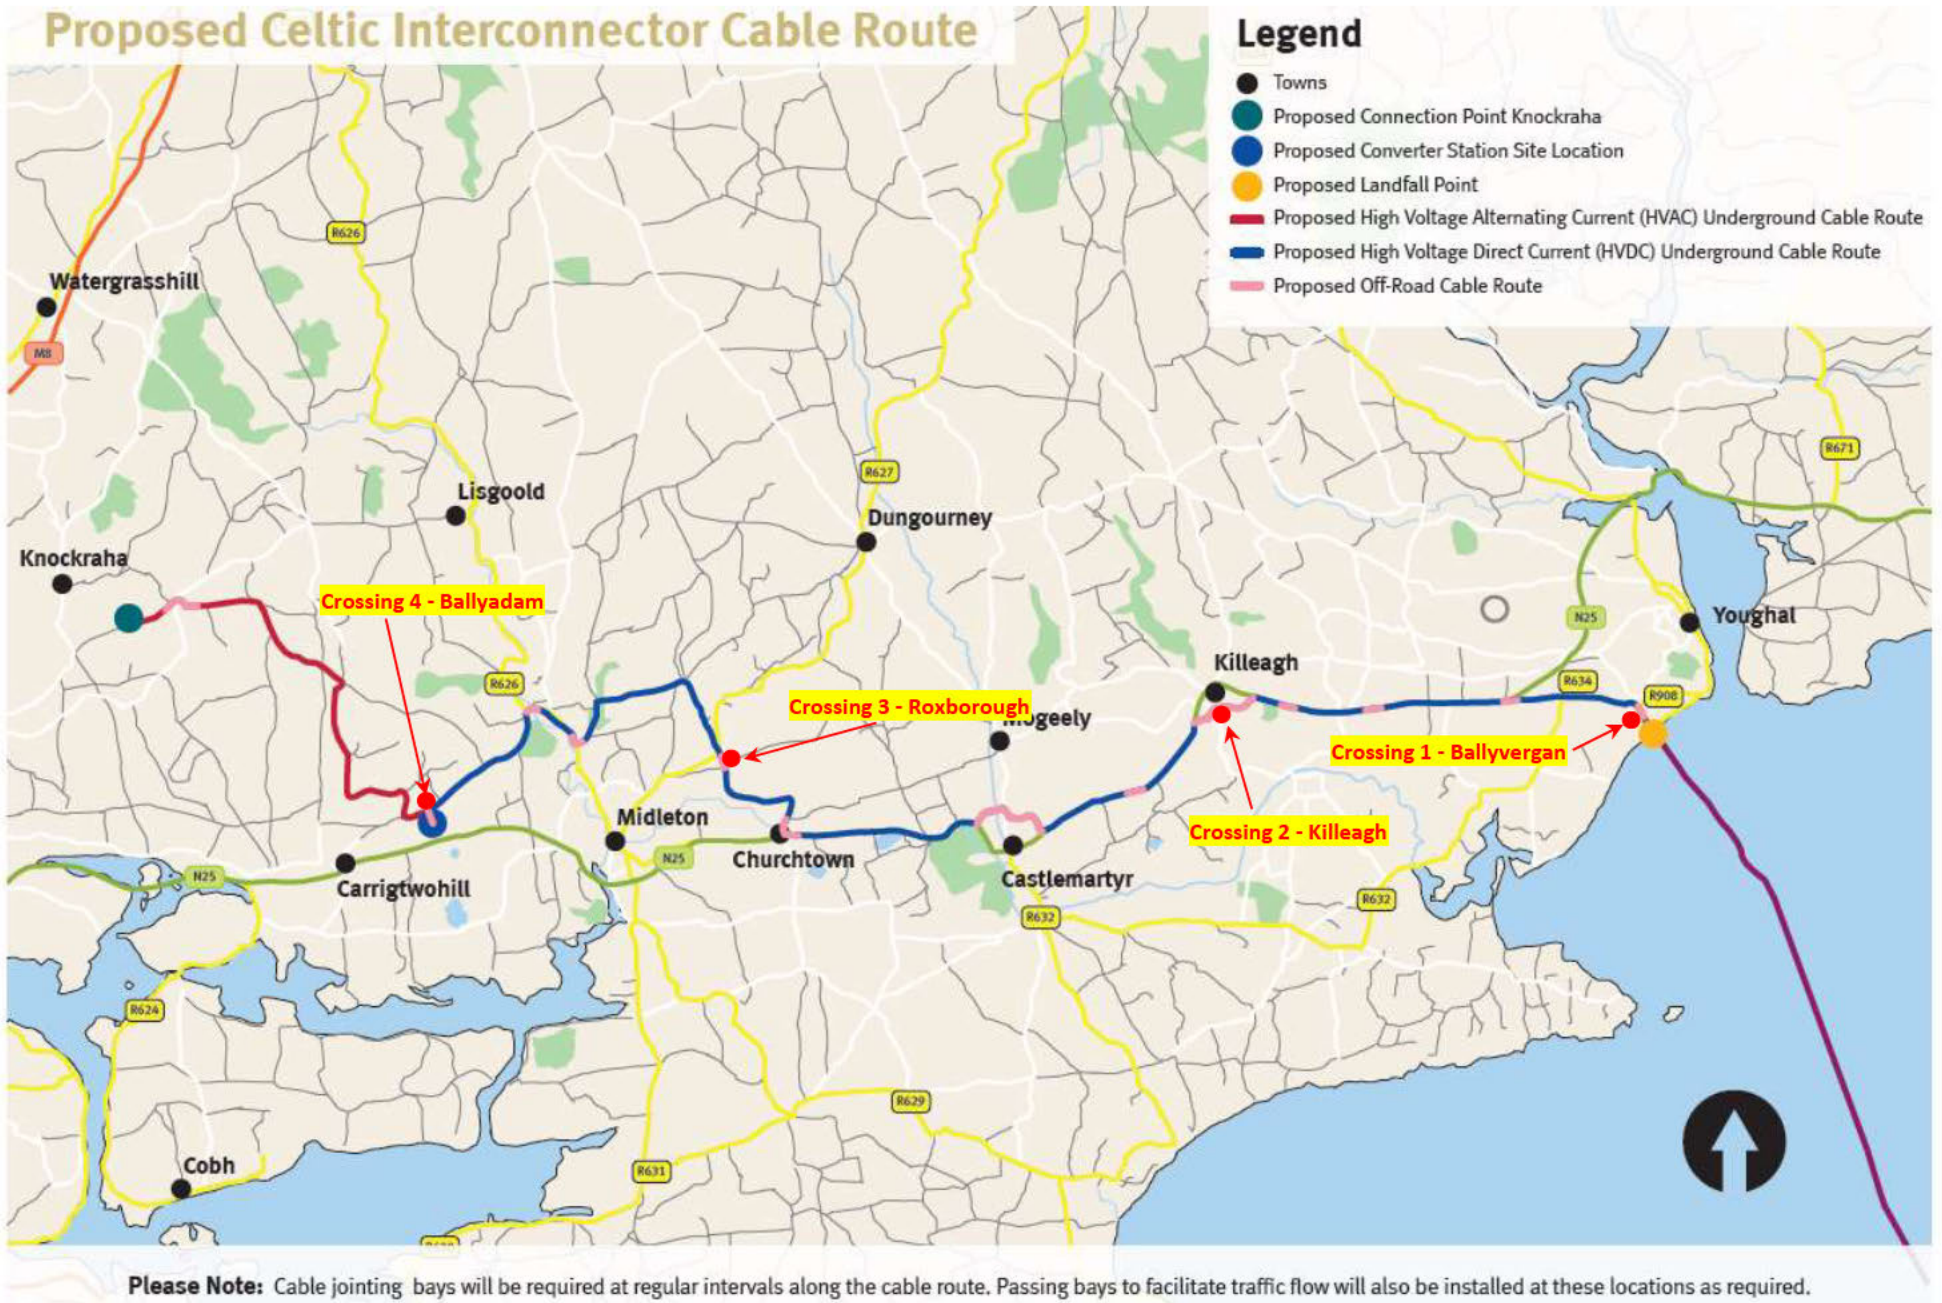 Proposed Celtic Interconnector Cable Route
Legend
Towns
Proposed Connection Point Knockraha
Proposed Converter Station Site Location
Proposed Landfall Point
Proposed High Voltage Alternating Current (HVAC) Underground Cable Route
Proposed High Voltage Direct Current (HVDC) Underground Cable Route
Proposed Off-Road Cable Route
R626
Watergrasshill
M8
R671
R627
Lisgoold
Dungourney
Knockraha
Crossing 4 - Ballyadam
N25
Youghal
Killeagh
R626
R634
R908
Crossing 3 - Roxborough
Mogeely
Crossing 1 - Ballyvergan
Midleton
Crossing 2 - Killeagh
N25
Churchtown
N25
Carrigtwohill
Castlemartyr
R632
R632
R624
R629
Cobh
R631
Please Note: Cable jointing bays will be required at regular intervals along the cable route. Passing bays to facilitate traffic flow will also be installed at these locations as required.